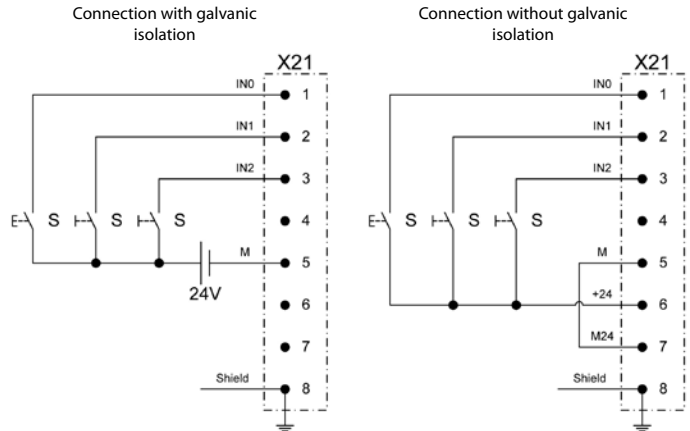 Connection with galvanic
isolation
X21
IN0
1
IN1
2
IN2
3
E
S
S
S
4
M
5
24V
6
7
Shield
8
Connection without galvanic
isolation
X21
IN0
1
IN1
2
IN2
3
E
S
S
S
4
M
5
+24
6
M24
7
Shield
8